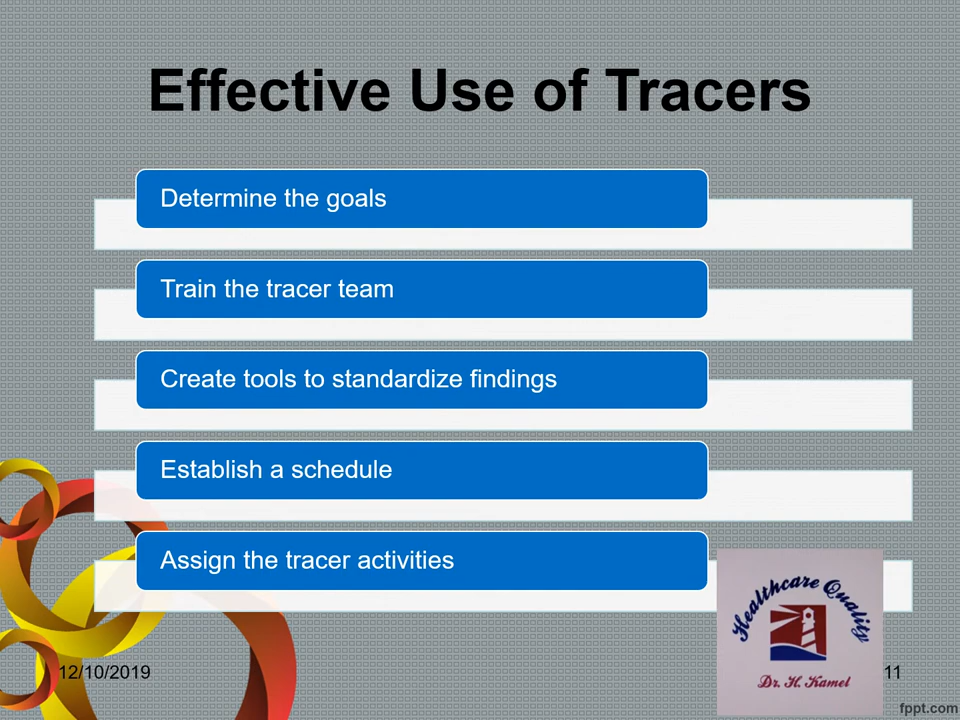 Effective Use of Tracers
Determine the goals
Train the tracer team
Create tools to standardize findings
Establish a schedule
Assign the tracer activities
Healthcare Quality
Dr. H. Kamel
12/10/2019
11
fppt.com